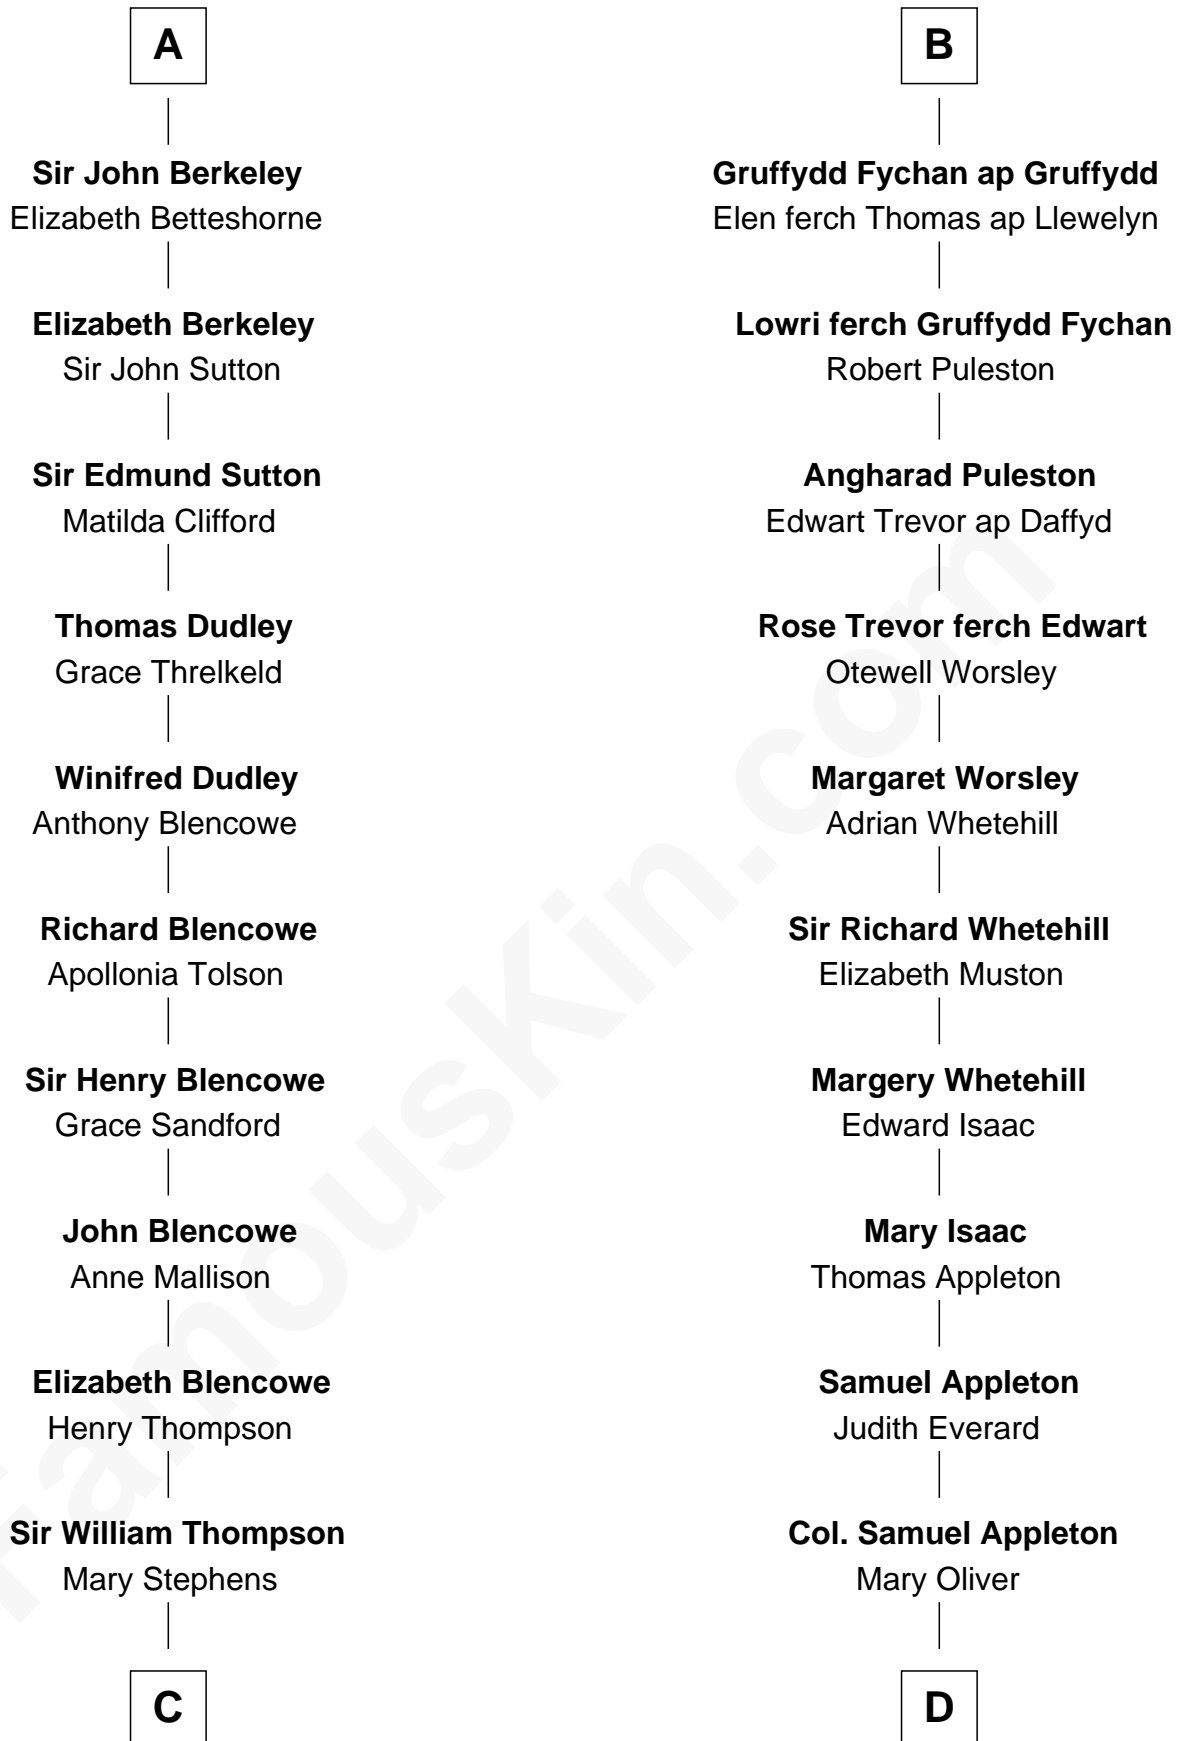 A
Sir John Berkeley
Elizabeth Betteshorne
Elizabeth Berkeley
Sir John Sutton
Sir Edmund Sutton
Matilda Clifford
Thomas Dudley
Grace Threlkeld
Winifred Dudley
Anthony Blencowe
Richard Blencowe
Apollonia Tolson
Sir Henry Blencowe
Grace Sandford
John Blencowe
Anne Mallison
Elizabeth Blencowe
Henry Thompson
Sir William Thompson
Mary Stephens
C
B
Gruffydd Fychan ap Gruffydd
Elen ferch Thomas ap Llewelyn
Lowri ferch Gruffydd Fychan
Robert Puleston
Angharad Puleston
Edwart Trevor ap Daffyd
Rose Trevor ferch Edwart
Otewell Worsley
Margaret Worsley
Adrian Whetehill
Sir Richard Whetehill
Elizabeth Muston
Margery Whetehill
Edward Isaac
Mary Isaac
Thomas Appleton
Samuel Appleton
Judith Everard
Col. Samuel Appleton
Mary Oliver
D
FamousKin.com